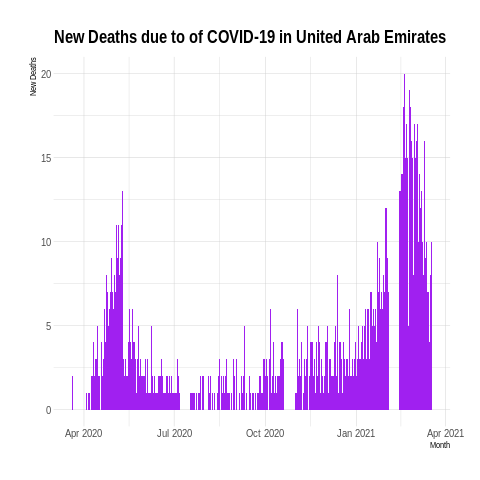 New Deaths due to of COVID-19 in United Arab Emirates
New Deaths
20
15
10
5
0
Apr 2020 Jul 2020 Oct 2020 Jan 2021 Apr 2021
Month